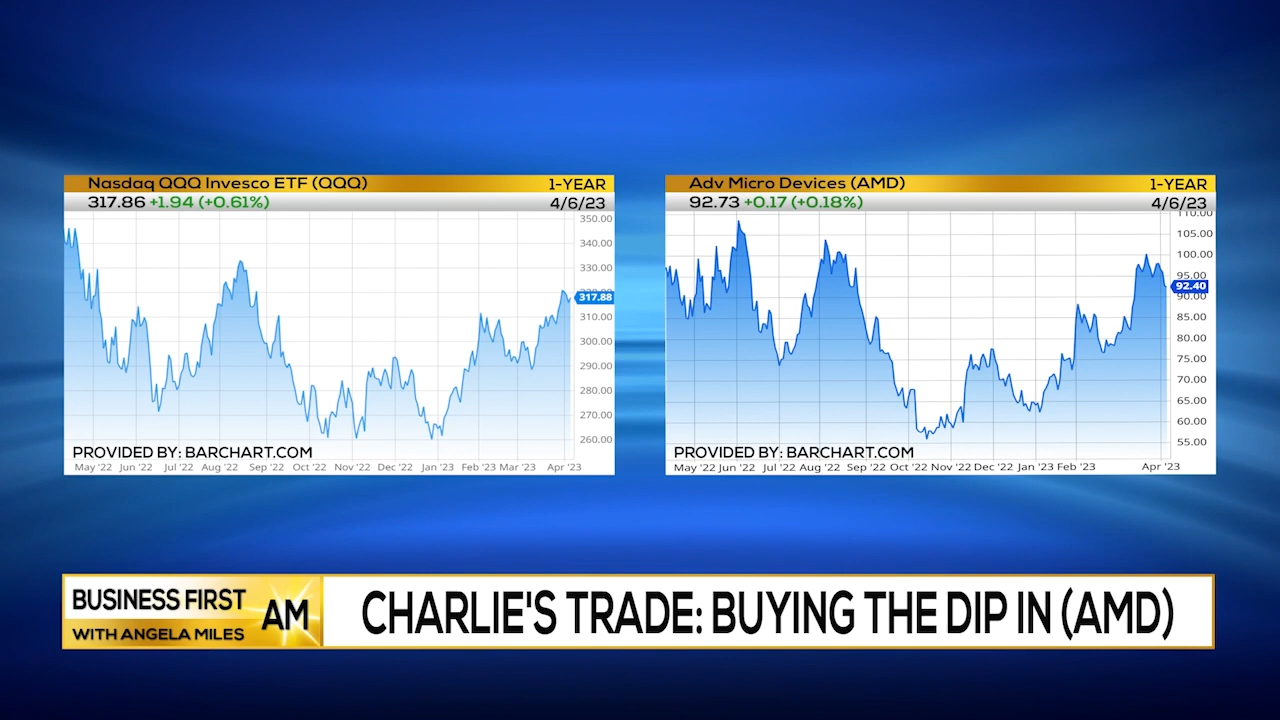 Nasdaq QQQ Invesco ETF (QQQ) 1-YEAR
317.86 +1.94 (+0.61%) 4/6/23
350.00
340.00
330.00
320.00
317.88
310.00
300.00
290.00
280.00
270.00
260.00
PROVIDED BY: BARCHART.COM
May '22 Jun '22 Jul '22 Aug '22 Sep '22 Oct '22 Nov '22 Dec '22 Jan '23 Feb '23 Mar '23 Apr '23
Adv Micro Devices (AMD) 1-YEAR
92.73 +0.17 (+0.18%) 4/6/23
110.00
105.00
100.00
95.00
92.40
90.00
85.00
80.00
75.00
70.00
65.00
60.00
55.00
PROVIDED BY: BARCHART.COM
May '22 Jun '22 Jul '22 Aug '22 Sep '22 Oct '22 Nov '22 Dec '22 Jan '23 Feb '23 Apr '23
BUSINESS FIRST
AM
WITH ANGELA MILES
CHARLIE'S TRADE: BUYING THE DIP IN (AMD)